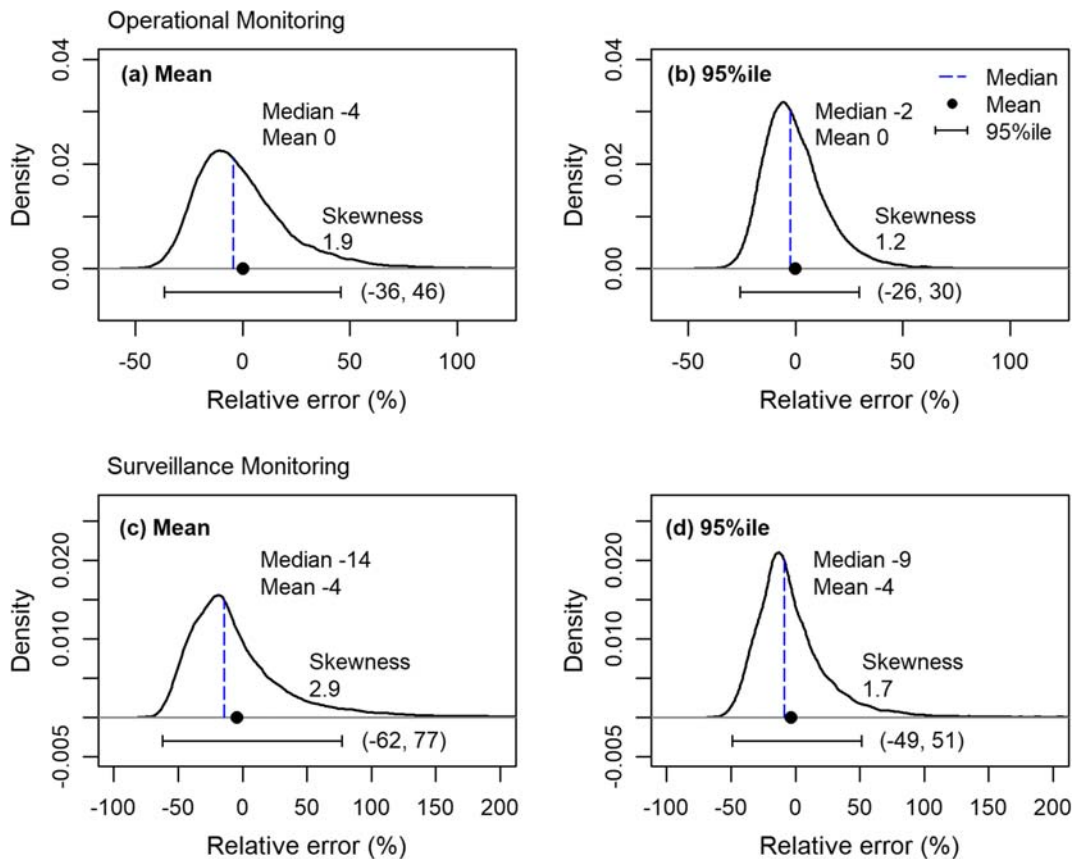 Operational Monitoring
(a) Mean
Median -4
Mean 0
Skewness
1.9
(-36, 46)
0.04
0.02
0.00
Density
-50 0 50 100
Relative error (%)
(b) 95%ile
Median
Mean
95%ile
Median -2
Mean 0
Skewness
1.2
(-26, 30)
0.04
0.02
0.00
Density
-50 0 50 100
Relative error (%)
Surveillance Monitoring
(c) Mean
Median -14
Mean -4
Skewness
2.9
(-62, 77)
0.020
0.010
-0.005
Density
-100 -50 0 50 100 150 200
Relative error (%)
(d) 95%ile
Median -9
Mean -4
Skewness
1.7
(-49, 51)
0.020
0.010
-0.005
Density
-100 -50 0 50 100 150 200
Relative error (%)